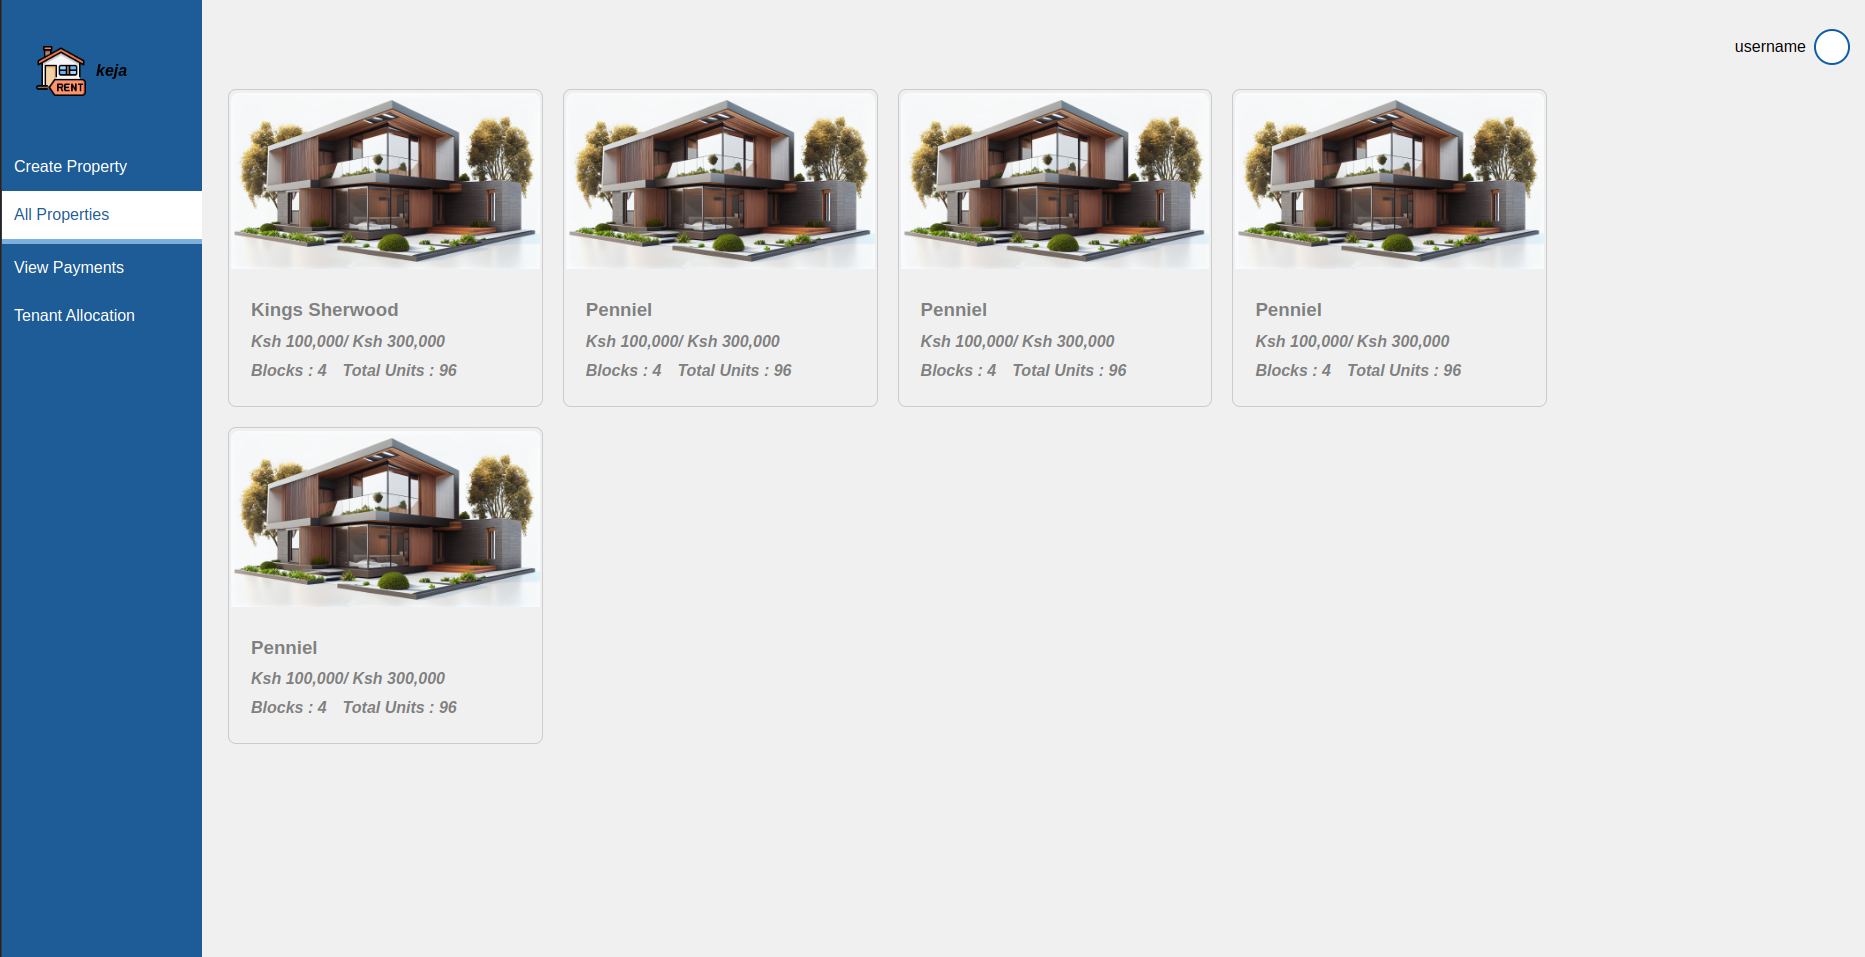 RENT
keja
username
Create Property
All Properties
View Payments
Tenant Allocation
Kings Sherwood
Ksh 100,000/ Ksh 300,000
Blocks : 4 Total Units : 96
Penniel
Ksh 100,000/ Ksh 300,000
Blocks : 4 Total Units : 96
Penniel
Ksh 100,000/ Ksh 300,000
Blocks : 4 Total Units : 96
Penniel
Ksh 100,000/ Ksh 300,000
Blocks : 4 Total Units : 96
Penniel
Ksh 100,000/ Ksh 300,000
Blocks : 4 Total Units : 96